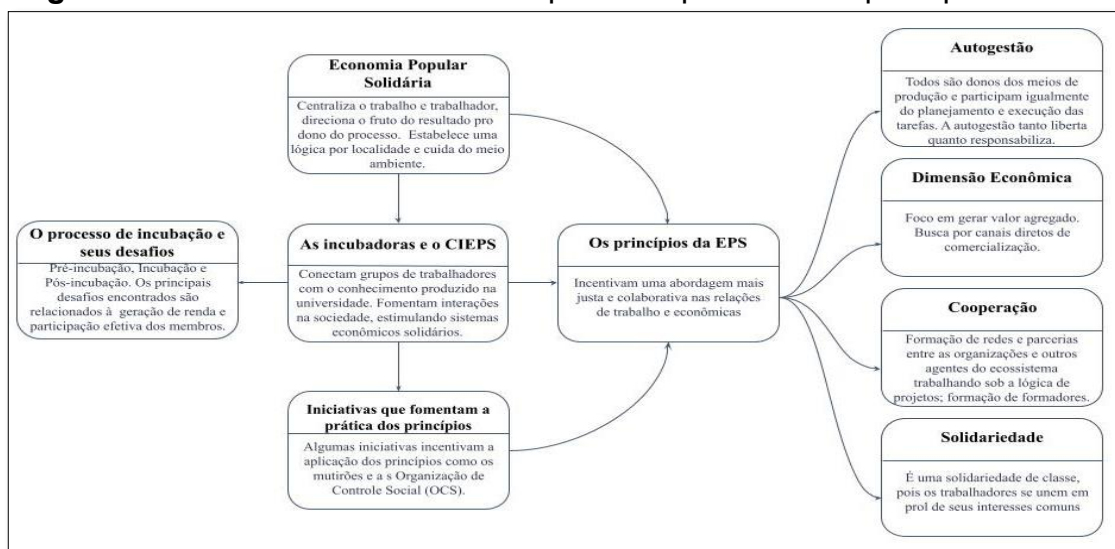 Economia Popular
Solidária
Centraliza o trabalho e trabalhador,
direciona o fruto do resultado pro
dono do processo. Estabelece uma
lógica por localidade e cuida do meio
ambiente.
O processo de incubação e
seus desafios
Pré-incubação, Incubação e
Pós-incubação. Os principais
desafios encontrados são
relacionados à geração de renda e
participação efetiva dos membros.
As incubadoras e o CIEPS
Conectam grupos de trabalhadores
com o conhecimento produzido na
universidade. Fomentam interações
na sociedade, estimulando sistemas
econômicos solidários.
Iniciativas que fomentam a
prática dos princípios
Algumas iniciativas incentivam a
aplicação dos princípios como os
mutirões e a s Organização de
Controle Social (OCS).
Os princípios da EPS
Incentivam uma abordagem mais
justa e colaborativa nas relações
de trabalho e econômicas
Autogestão
Todos são donos dos meios de
produção e participam igualmente
do planejamento e execução das
tarefas. A autogestão tanto liberta
quanto responsabiliza.
Dimensão Econômica
Foco em gerar valor agregado.
Busca por canais diretos de
comercialização.
Cooperação
Formação de redes e parcerias
entre as organizações e outros
agentes do ecossistema
trabalhando sob a lógica de
projetos; formação de formadores.
Solidariedade
É uma solidariedade de classe,
pois os trabalhadores se unem em
prol de seus interesses comuns